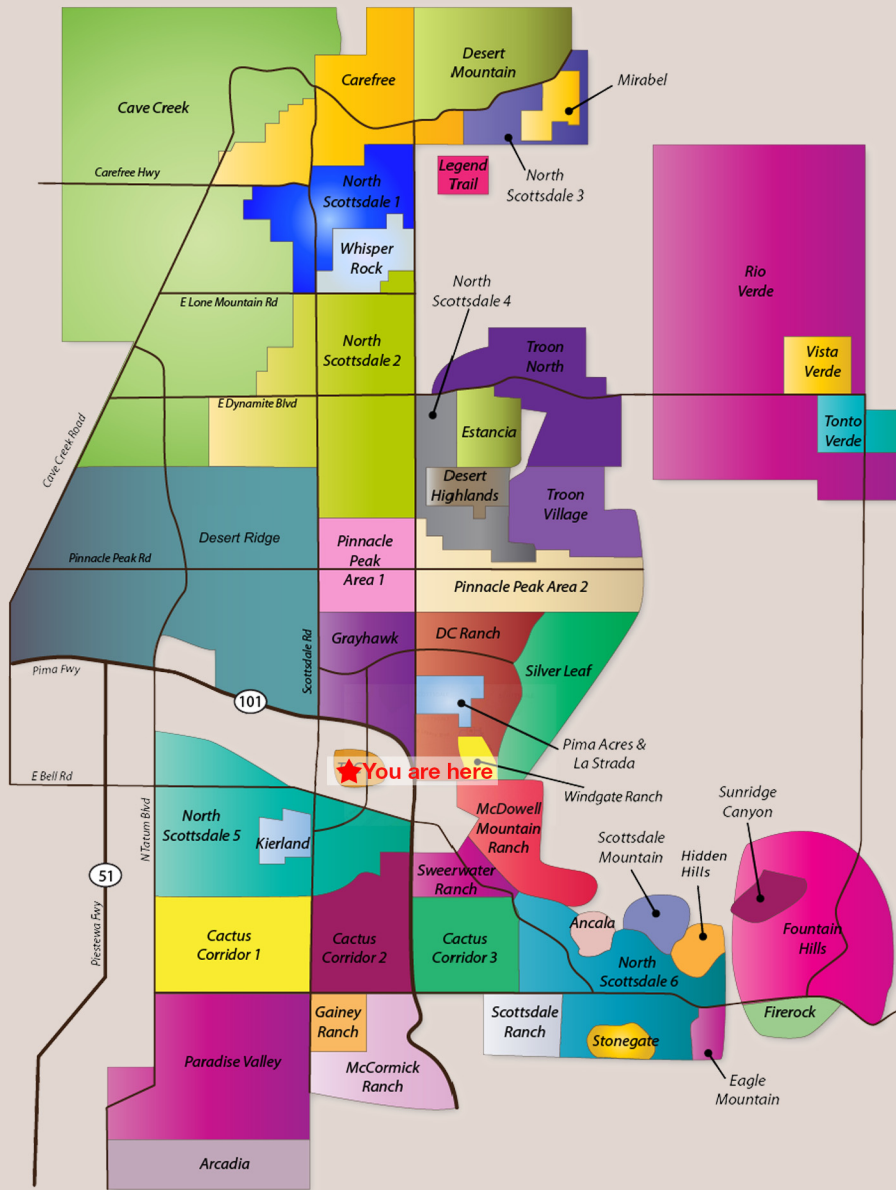 Cave Creek
Carefree
Desert
Mountain
Mirabel
Carefree Hwy
North
Scottsdale 1
Legend
Trail
North
Scottsdale 3
Whisper
Rock
Rio
Verde
E Lone Mountain Rd
North
Scottsdale 4
North
Scottsdale 2
Troon
North
Vista
Verde
E Dynamite Blvd
Cave Creek Road
Estancia
Tonto
Verde
Desert
Highlands
Troon
Village
Desert Ridge
Pinnacle
Peak
Area 1
Pinnacle Peak Rd
Pinnacle Peak Area 2
Scottsdale Rd
Grayhawk
DC Ranch
Silver Leaf
Pima Fwy
101
Pima Acres &
La Strada
You are here
Windgate Ranch
E Bell Rd
N Tatum Blvd
North
Scottsdale 5
Kierland
McDowell
Mountain
Ranch
Sunridge
Canyon
Scottsdale
Mountain
Hidden
Hills
51
Piestewa Fwy
Sweerwater
Ranch
Ancala
Fountain
Hills
Cactus
Corridor 1
Cactus
Corridor 2
Cactus
Corridor 3
North
Scottsdale 6
Gainey
Ranch
Scottsdale
Ranch
Stonegate
Firerock
Paradise Valley
McCormick
Ranch
Eagle
Mountain
Arcadia